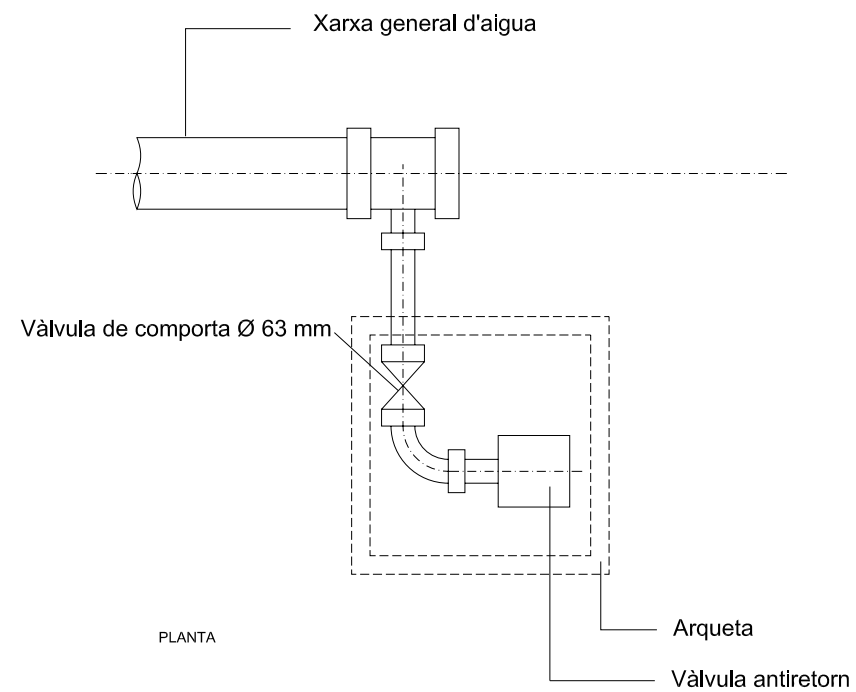 Xarxa general d'aigua
Vàlvula de comporta Ø 63 mm
PLANTA
Arqueta
Vàlvula antiretorn